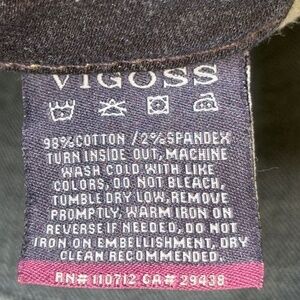 VIGOSS
98%COTTON /2%SPANDEX
TURN INSIDE OUT, MACHINE
WASH COLD WITH LIKE
COLORS, DO NOT BLEACH,
TUMBLE DRY LOW, REMOVE
PROMPTLY, WARM IRON ON
REVERSE IF NEEDED, DO NOT
IRON ON EMBELLISHMENT, DRY
CLEAN RECOMMENDED.
RN# 110712 CA# 29438